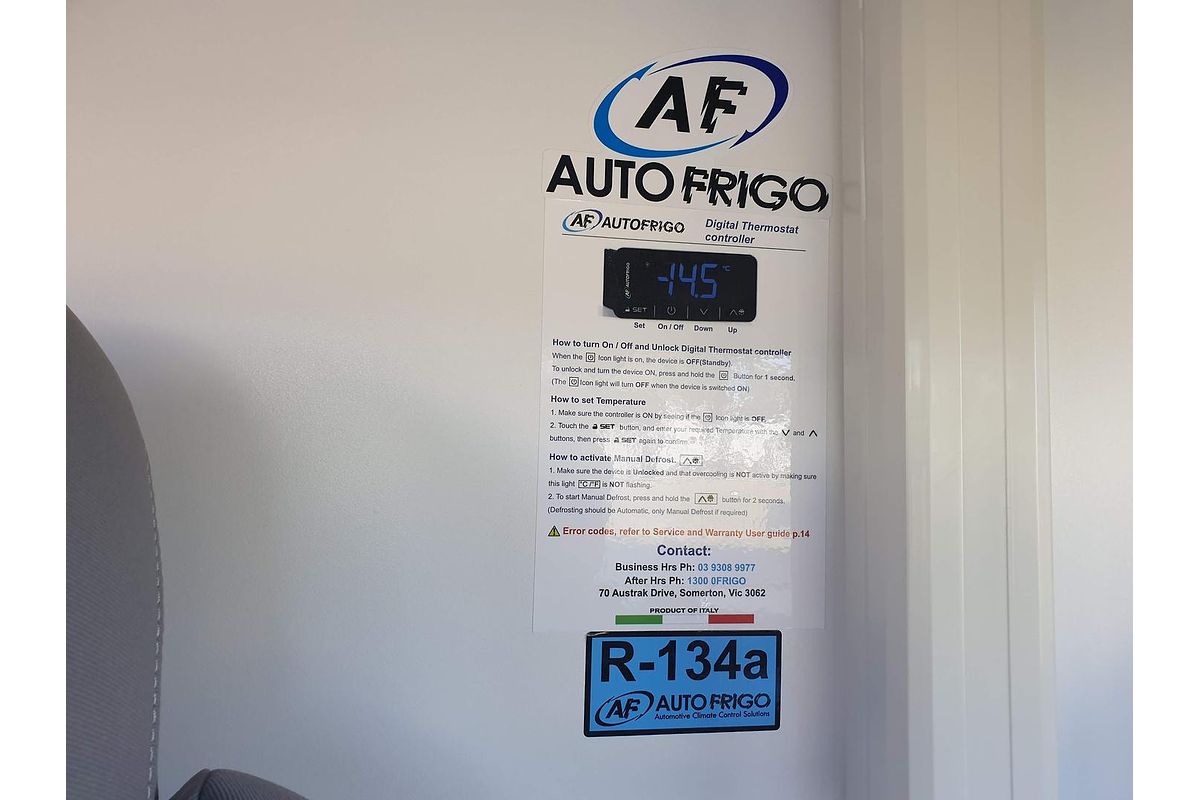 AF
AUTO FRIGO
AF AUTOFRIGO Digital Thermostat
controller
AF AUTOFRIGO
-14.5 °C
SET
Set On / Off Down Up
How to turn On / Off and Unlock Digital Thermostat controller
When the Icon light is on, the device is OFF(Standby).
To unlock and turn the device ON, press and hold the Button for 1 second.
(The Icon light will turn OFF when the device is switched ON)
How to set Temperature
1. Make sure the controller is ON by seeing if the Icon light is OFF.
2. Touch the SET button, and enter your required Temperature with the and
buttons, then press SET again to confirm.
How to activate Manual Defrost.
1. Make sure the device is Unlocked and that overcooling is NOT active by making sure
this light °C/°F is NOT flashing.
2. To start Manual Defrost, press and hold the button for 2 seconds.
(Defrosting should be Automatic, only Manual Defrost if required)
Error codes, refer to Service and Warranty User guide p.14
Contact:
Business Hrs Ph: 03 9308 9977
After Hrs Ph: 1300 0FRIGO
70 Austrak Drive, Somerton, Vic 3062
PRODUCT OF ITALY
R-134a
AF AUTO FRIGO
Automotive Climate Control Solutions